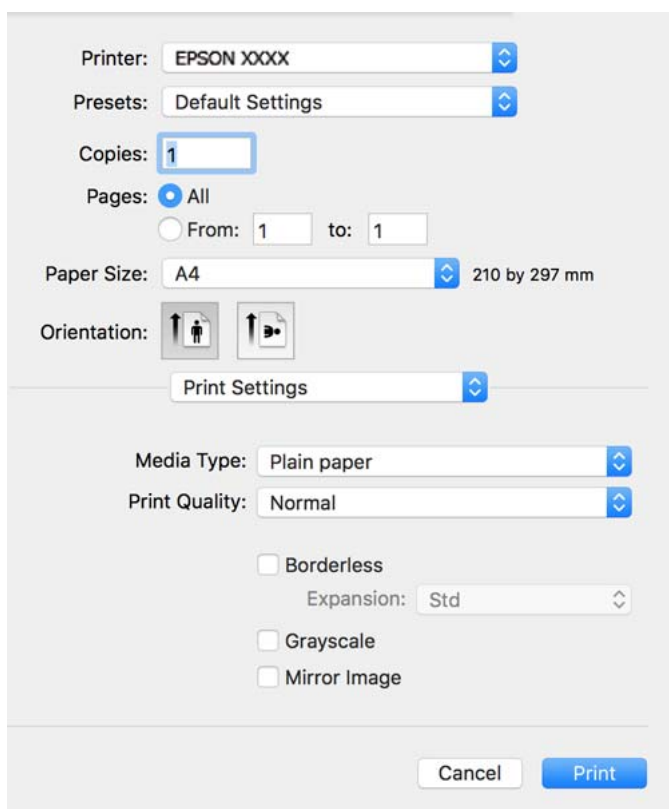 Printer: EPSON XXXX
Presets: Default Settings
Copies: 1
Pages: All
From: 1 to: 1
Paper Size: A4 210 by 297 mm
Orientation:
Print Settings
Media Type: Plain paper
Print Quality: Normal
Borderless
Expansion: Std
Grayscale
Mirror Image
Cancel Print